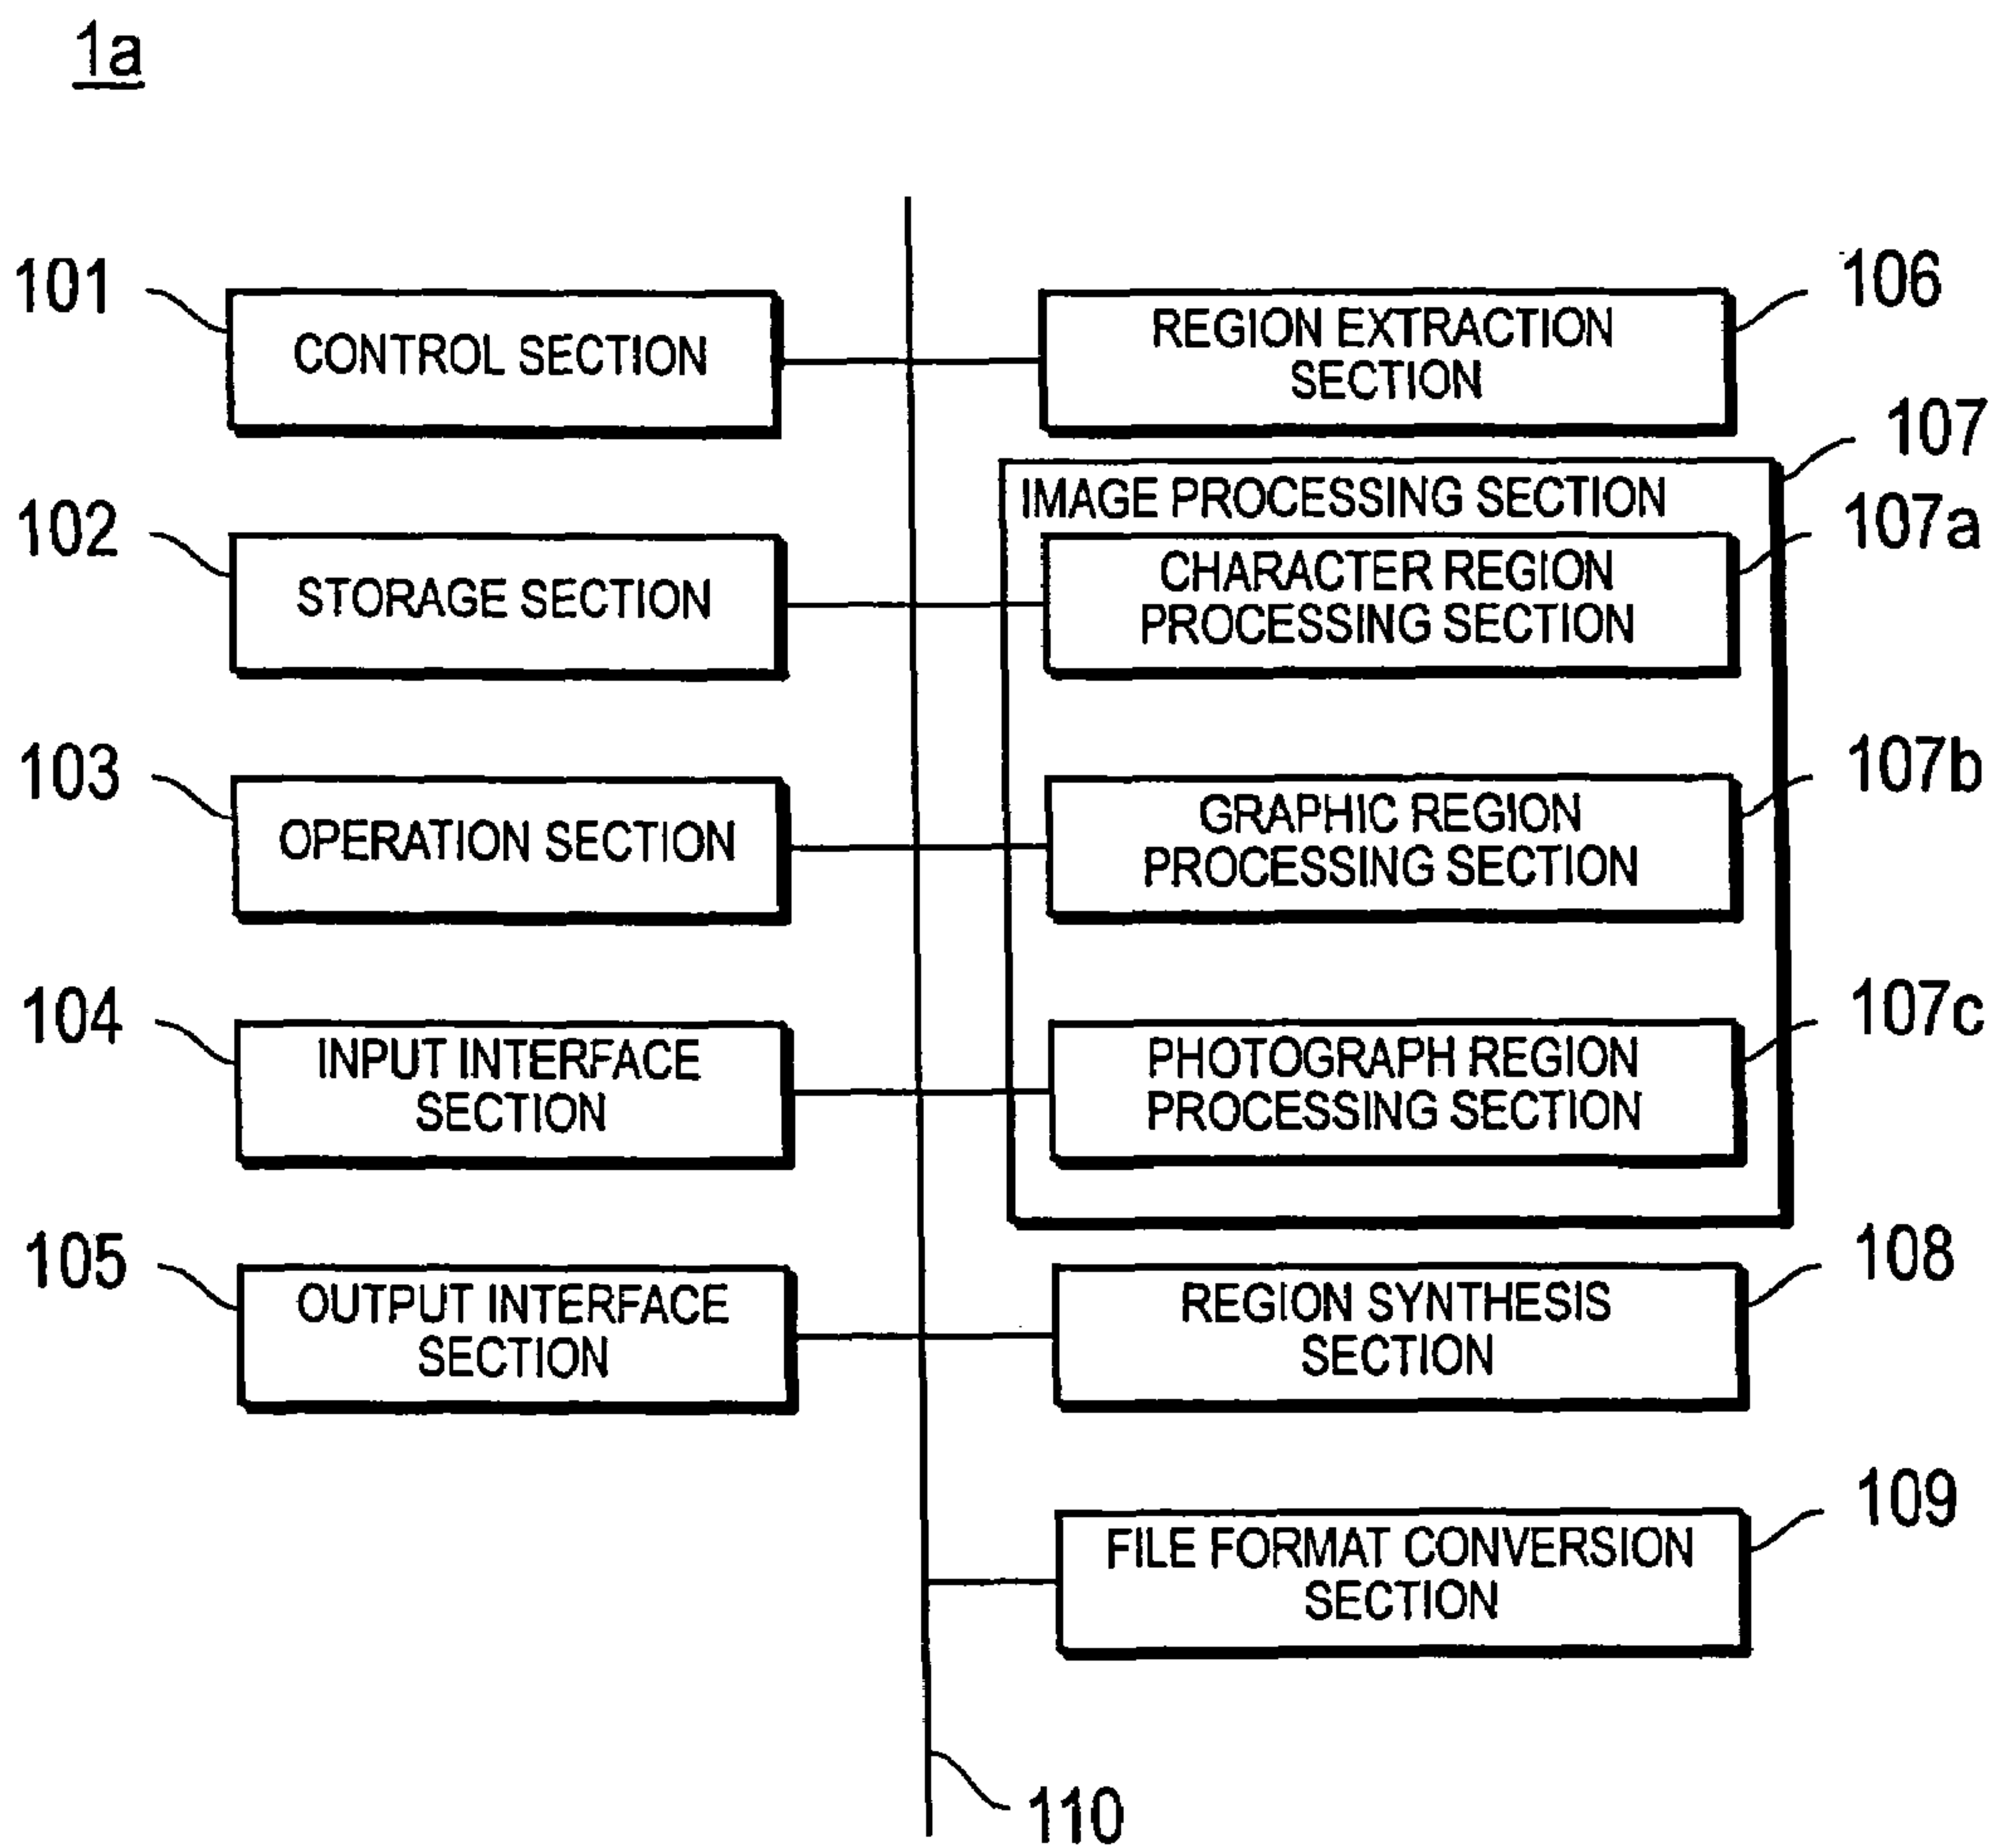 1a
101
CONTROL SECTION
106
REGION EXTRACTION
SECTION
107
IMAGE PROCESSING SECTION
102
STORAGE SECTION
107a
CHARACTER REGION
PROCESSING SECTION
103
OPERATION SECTION
107b
GRAPHIC REGION
PROCESSING SECTION
104
INPUT INTERFACE
SECTION
107c
PHOTOGRAPH REGION
PROCESSING SECTION
105
OUTPUT INTERFACE
SECTION
108
REGION SYNTHESIS
SECTION
109
FILE FORMAT CONVERSION
SECTION
110